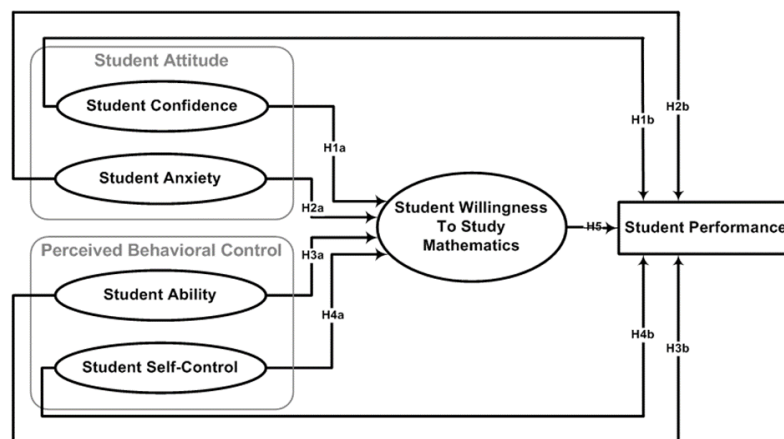 Student Attitude
Student Confidence
Student Anxiety
H1a
H2a
Perceived Behavioral Control
H3a
Student Ability
H4a
Student Self-Control
Student Willingness
To Study
Mathematics
H5
H1b
H2b
Student Performance
H4b
H3b